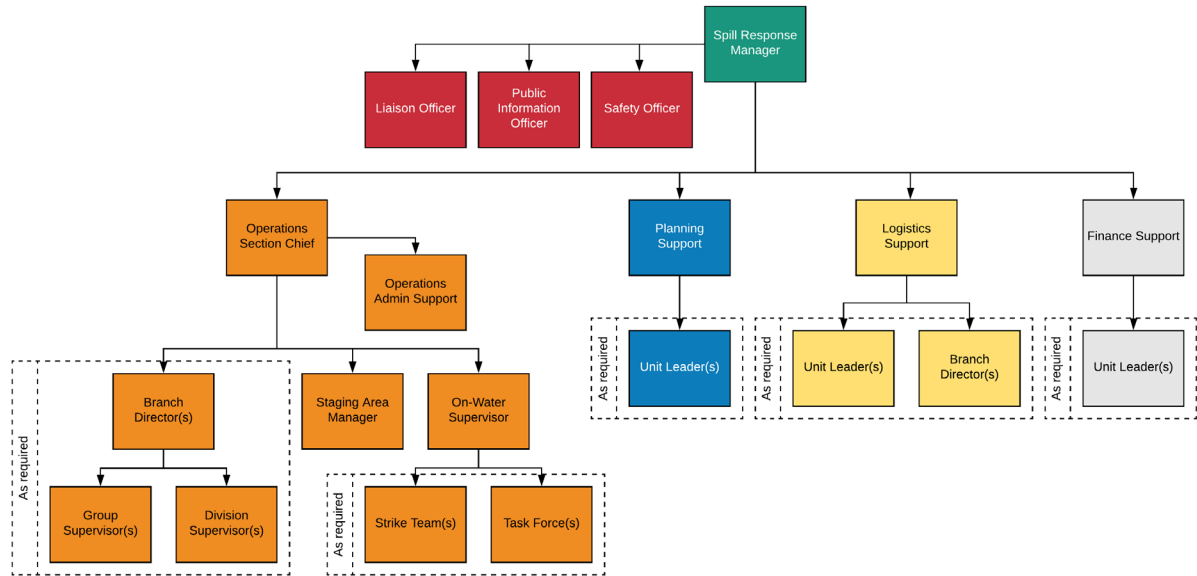 Spill Response
Manager
Liaison Officer
Public
Information
Officer
Safety Officer
Operations
Section Chief
Planning
Support
Logistics
Support
Finance Support
Operations
Admin Support
As required
Unit Leader(s)
As required
Unit Leader(s)
Branch
Director(s)
As required
Unit Leader(s)
As required
Branch
Director(s)
Staging Area
Manager
On-Water
Supervisor
Group
Supervisor(s)
Division
Supervisor(s)
As required
Strike Team(s)
Task Force(s)